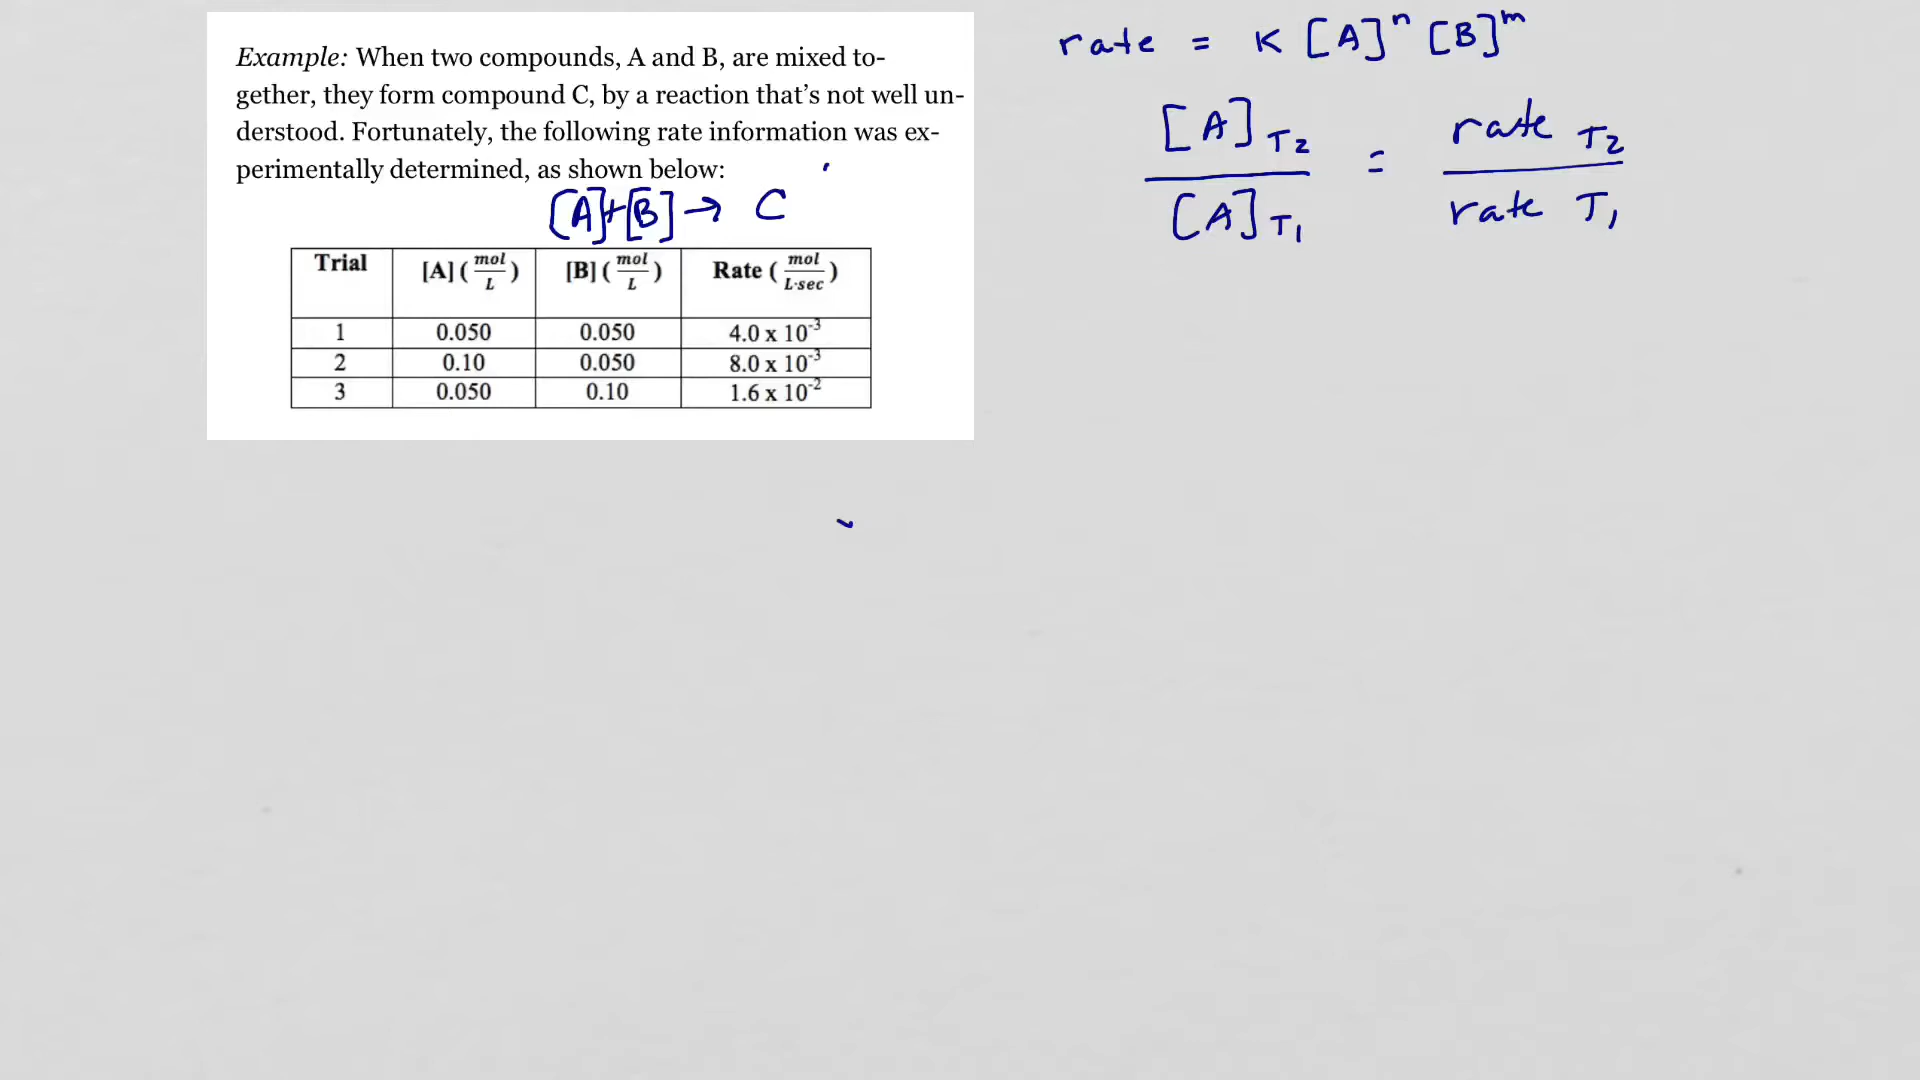 Example: When two compounds, A and B, are mixed to-
gether, they form compound C, by a reaction that's not well un-
derstood. Fortunately, the following rate information was ex-
perimentally determined, as shown below:
[A]+[B]→ C
Trial [A] (mol/L) [B] (mol/L) Rate (mol/L·sec)
1 0.050 0.050 4.0 x 10^-3
2 0.10 0.050 8.0 x 10^-3
3 0.050 0.10 1.6 x 10^-2
rate = K [A]^n [B]^m
[A] T2 = rate T2
[A] T1 rate T1